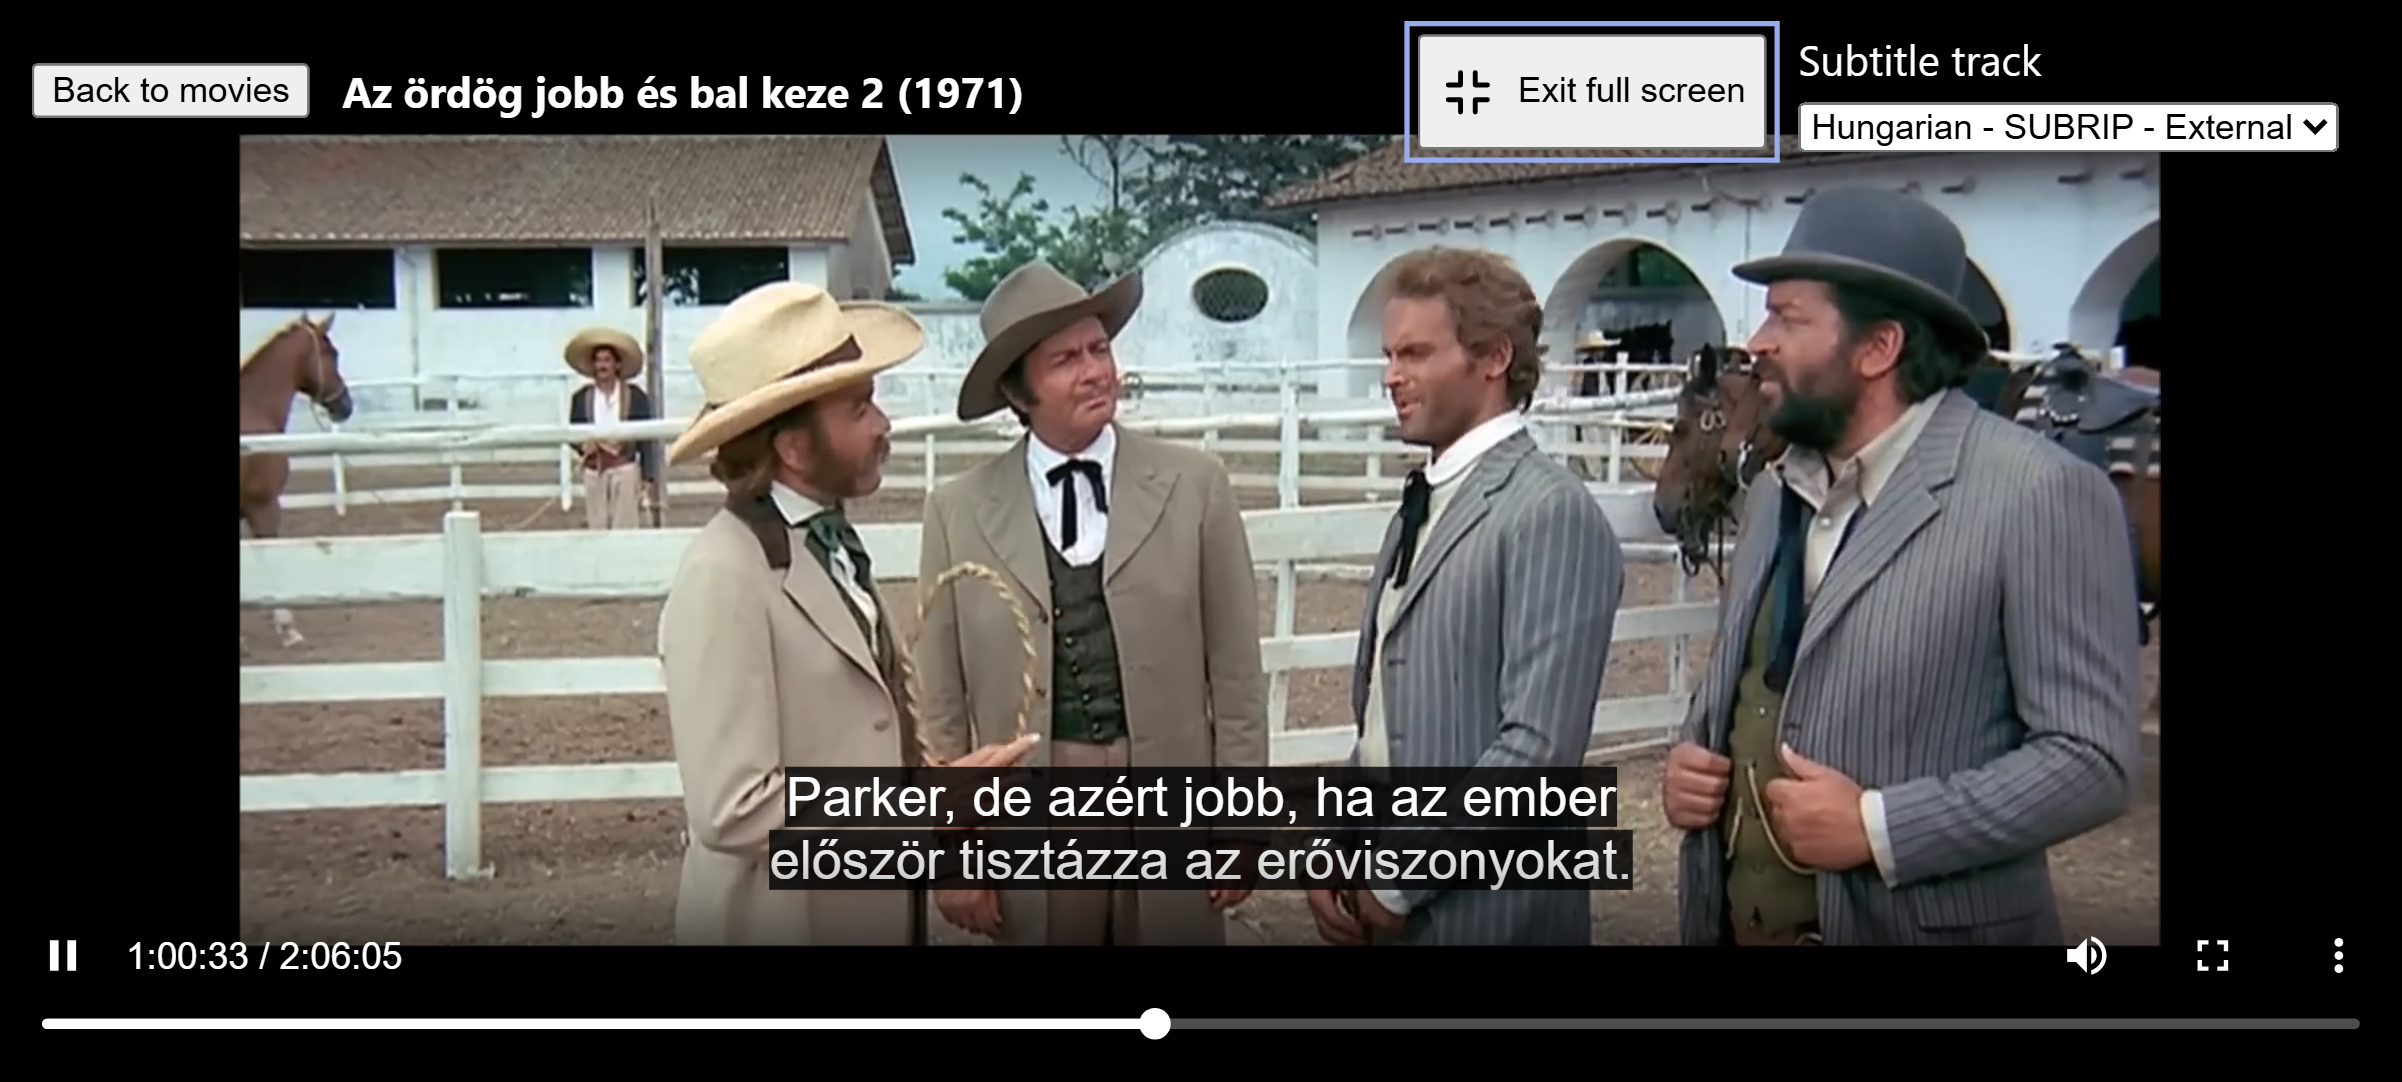 Back to movies
Az ördög jobb és bal keze 2 (1971)
Exit full screen
Subtitle track
Hungarian - SUBRIP - External
Parker, de azért jobb, ha az ember
először tisztázza az erőviszonyokat.
1:00:33 / 2:06:05